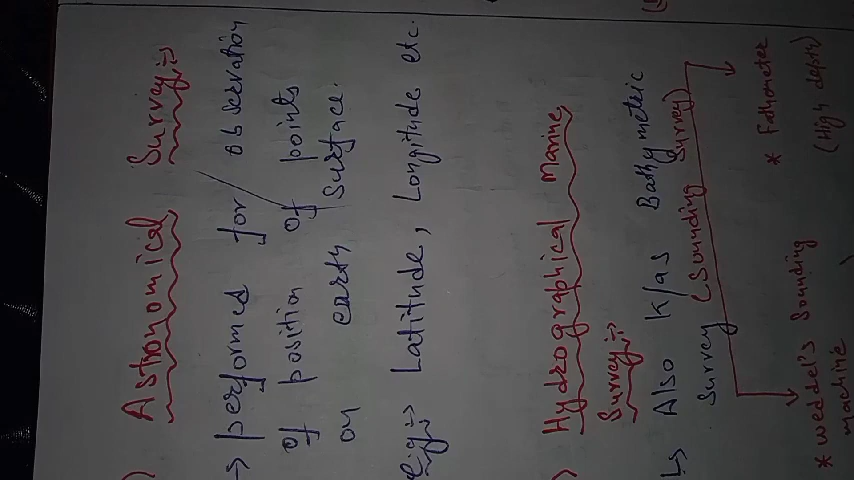 ) Astronomical Survey :-
→ performed for observation
of position of points
on earth surface.
e.g. :- Latitude, Longitude etc.
) Hydrographical Marine
Survey :-
↳ Also K/as Bathymetric
Survey (Sounding Survey)
* Weddel's Sounding machine
* Fathometer
(High depth)